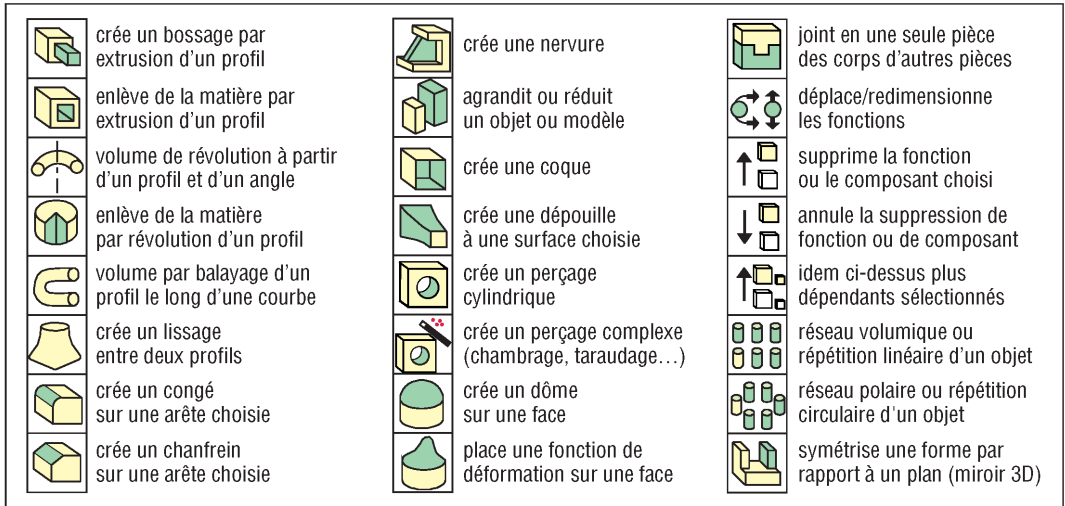 crée un bossage par
extrusion d'un profil
enlève de la matière par
extrusion d'un profil
volume de révolution à partir
d'un profil et d'un angle
enlève de la matière
par révolution d'un profil
volume par balayage d'un
profil le long d'une courbe
crée un lissage
entre deux profils
crée un congé
sur une arête choisie
crée un chanfrein
sur une arête choisie
crée une nervure
agrandit ou réduit
un objet ou modèle
crée une coque
crée une dépouille
à une surface choisie
crée un perçage
cylindrique
crée un perçage complexe
(chambrage, taraudage…)
crée un dôme
sur une face
place une fonction de
déformation sur une face
joint en une seule pièce
des corps d'autres pièces
déplace/redimensionne
les fonctions
supprime la fonction
ou le composant choisi
annule la suppression de
fonction ou de composant
idem ci-dessus plus
dépendants sélectionnés
réseau volumique ou
répétition linéaire d'un objet
réseau polaire ou répétition
circulaire d'un objet
symétrise une forme par
rapport à un plan (miroir 3D)